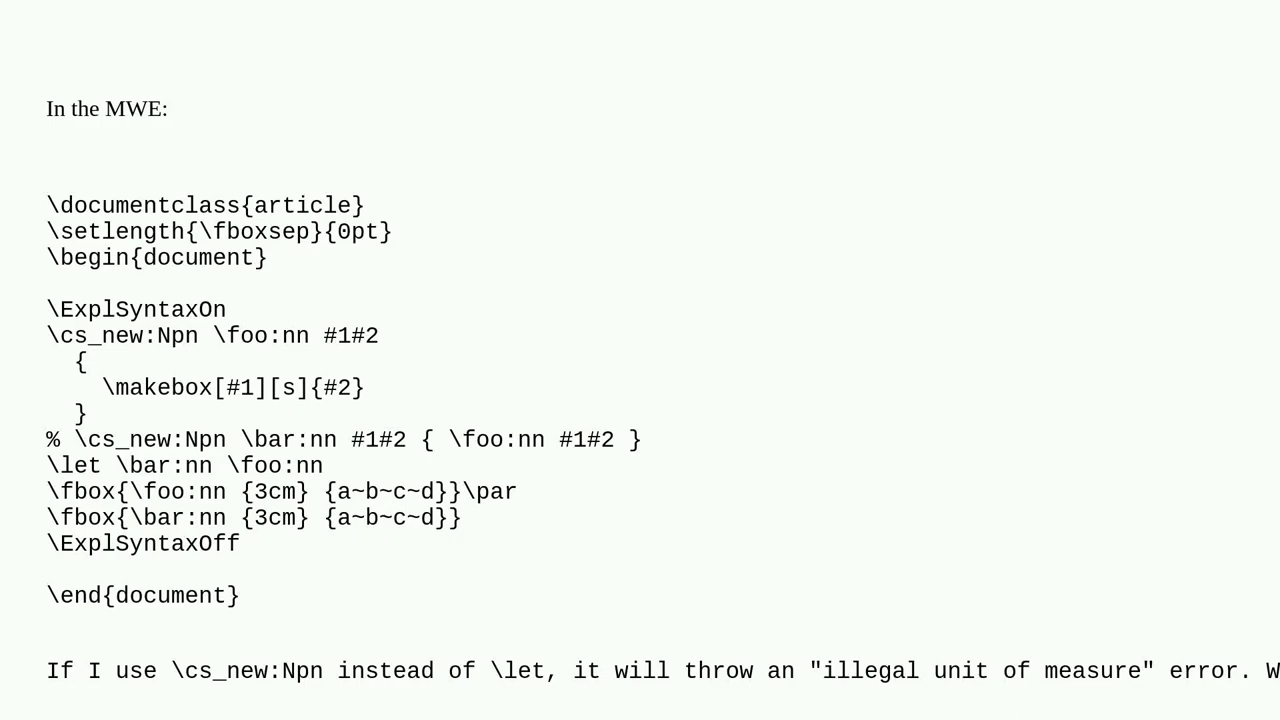 In the MWE:
\documentclass{article}
\setlength{\fboxsep}{0pt}
\begin{document}
\ExplSyntaxOn
\cs_new:Npn \foo:nn #1#2
  {
    \makebox[#1][s]{#2}
  }
% \cs_new:Npn \bar:nn #1#2 { \foo:nn #1#2 }
\let \bar:nn \foo:nn
\fbox{\foo:nn {3cm} {a~b~c~d}}\par
\fbox{\bar:nn {3cm} {a~b~c~d}}
\ExplSyntaxOff
\end{document}
If I use \cs_new:Npn instead of \let, it will throw an "illegal unit of measure" error.